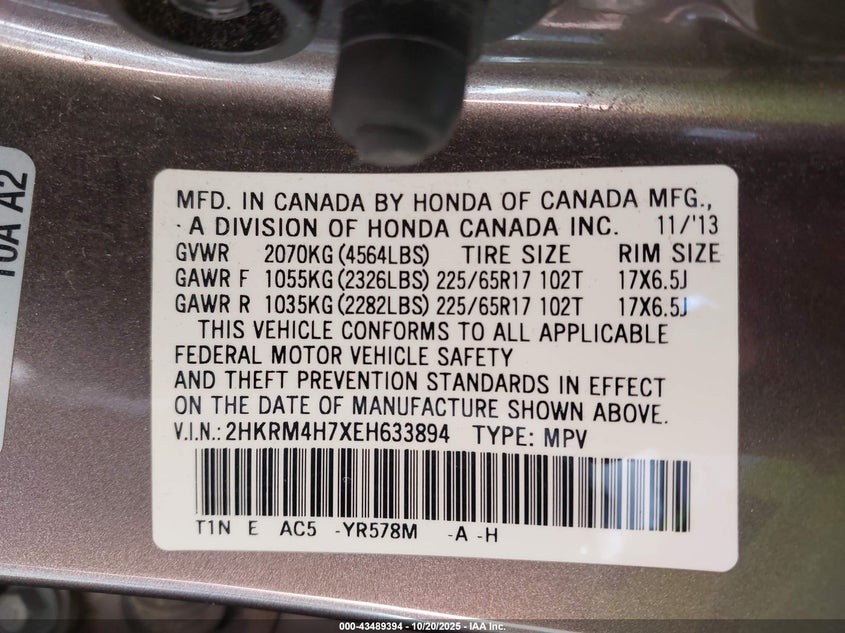 10A A2
MFD. IN CANADA BY HONDA OF CANADA MFG.,
A DIVISION OF HONDA CANADA INC. 11/'13
GVWR 2070KG (4564LBS) TIRE SIZE RIM SIZE
GAWR F 1055KG (2326LBS) 225/65R17 102T 17X6.5J
GAWR R 1035KG (2282LBS) 225/65R17 102T 17X6.5J
THIS VEHICLE CONFORMS TO ALL APPLICABLE
FEDERAL MOTOR VEHICLE SAFETY
AND THEFT PREVENTION STANDARDS IN EFFECT
ON THE DATE OF MANUFACTURE SHOWN ABOVE.
V.I.N.: 2HKRM4H7XEH633894 TYPE: MPV
T1N E AC5 -YR578M -A -H
000-43489394 - 10/20/2025 - IAA Inc.